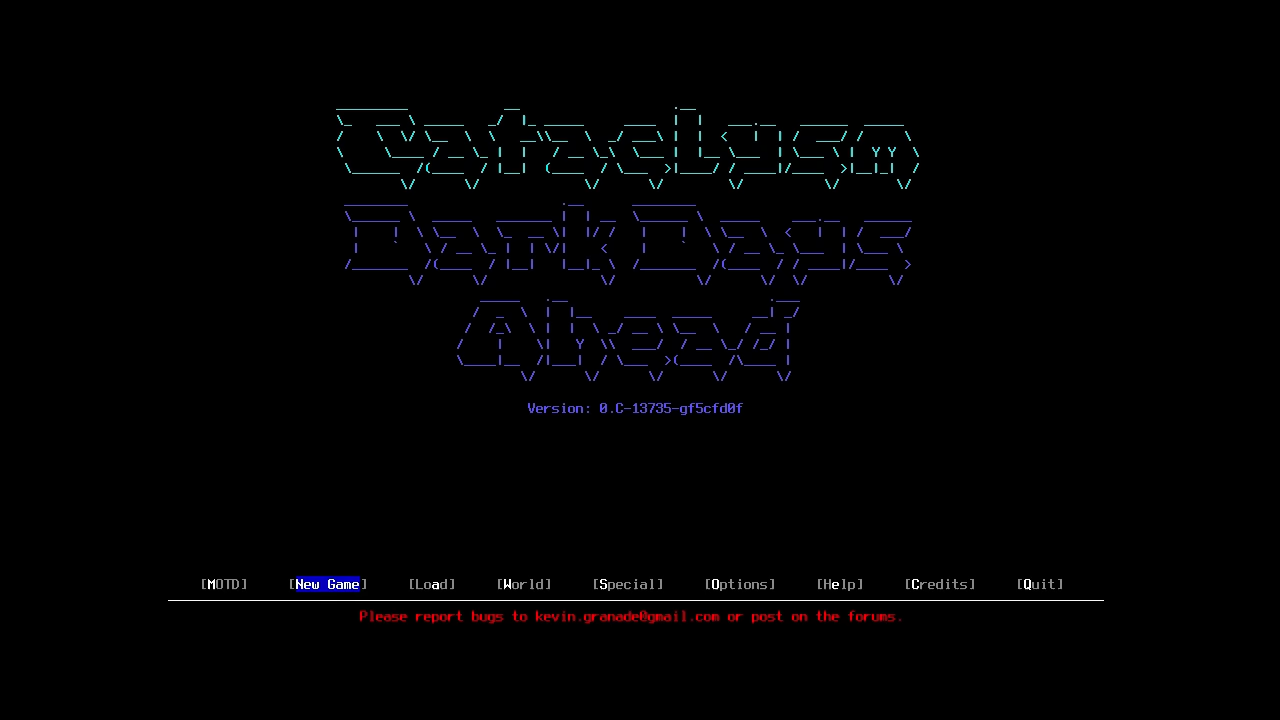 Cataclysm
Dark Days
Ahead
Version: 0.C-13735-gf5cfd0f
[MOTD] [New Game] [Load] [World] [Special] [Options] [Help] [Credits] [Quit]
Please report bugs to kevin.granade@gmail.com or post on the forums.